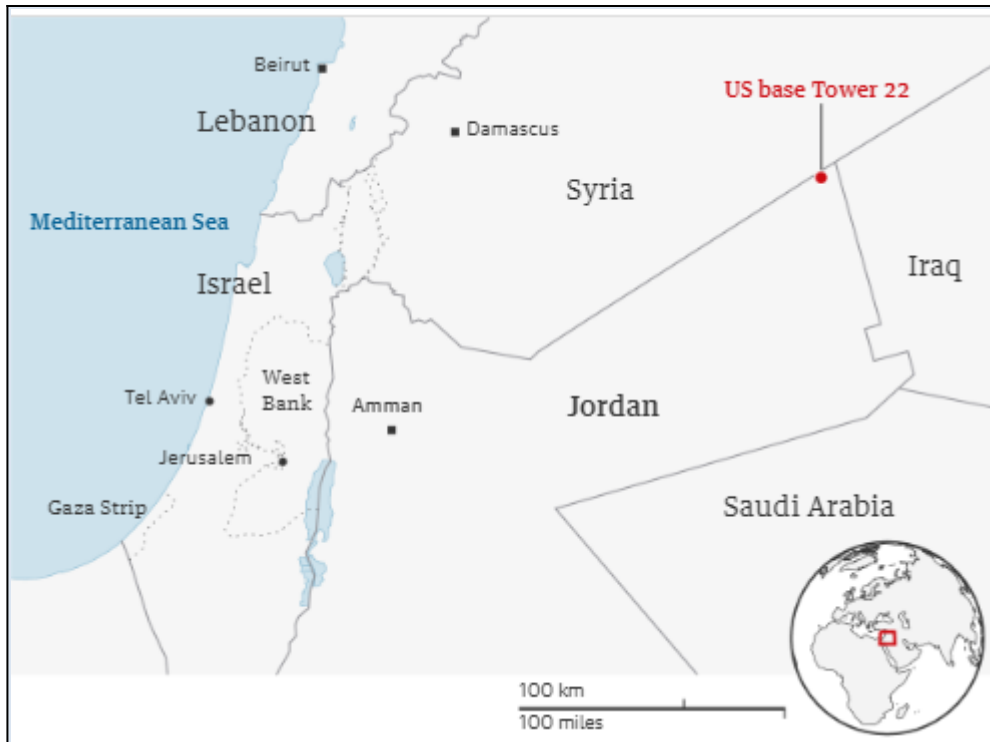 Beirut
US base Tower 22
Lebanon
Damascus
Syria
Mediterranean Sea
Iraq
Israel
West
Bank
Tel Aviv
Amman
Jordan
Jerusalem
Gaza Strip
Saudi Arabia
100 km
100 miles